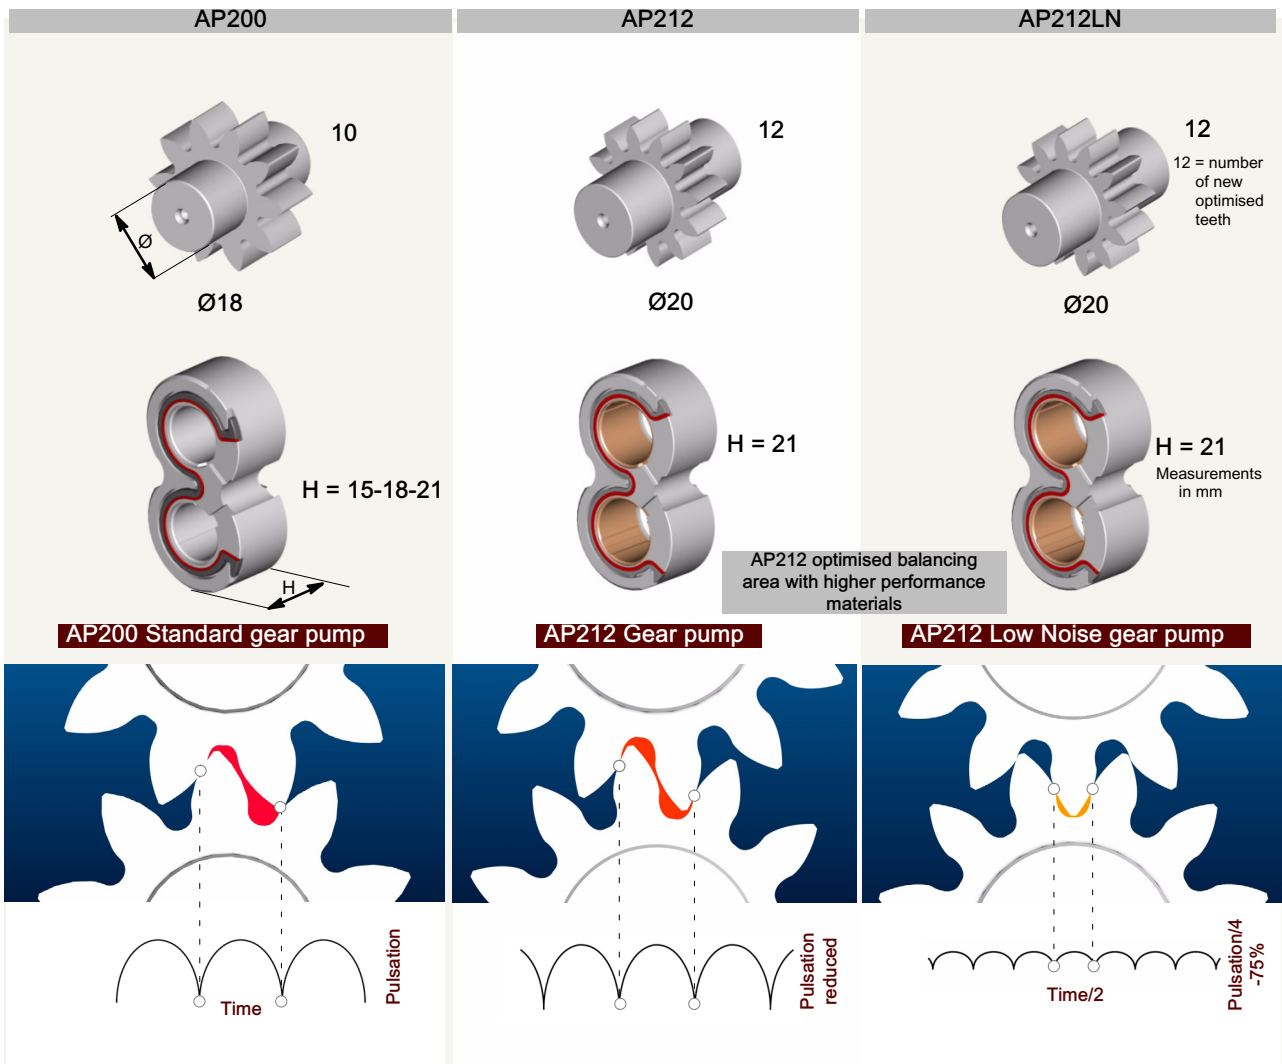 AP200
AP212
AP212LN
10
12
12
12 = number
of new
optimised
teeth
Ø
Ø18
Ø20
Ø20
H = 15-18-21
H = 21
H = 21
Measurements
in mm
H
AP212 optimised balancing
area with higher performance
materials
AP200 Standard gear pump
AP212 Gear pump
AP212 Low Noise gear pump
Pulsation
Time
Pulsation
reduced
Time/2
Pulsation/4
-75%